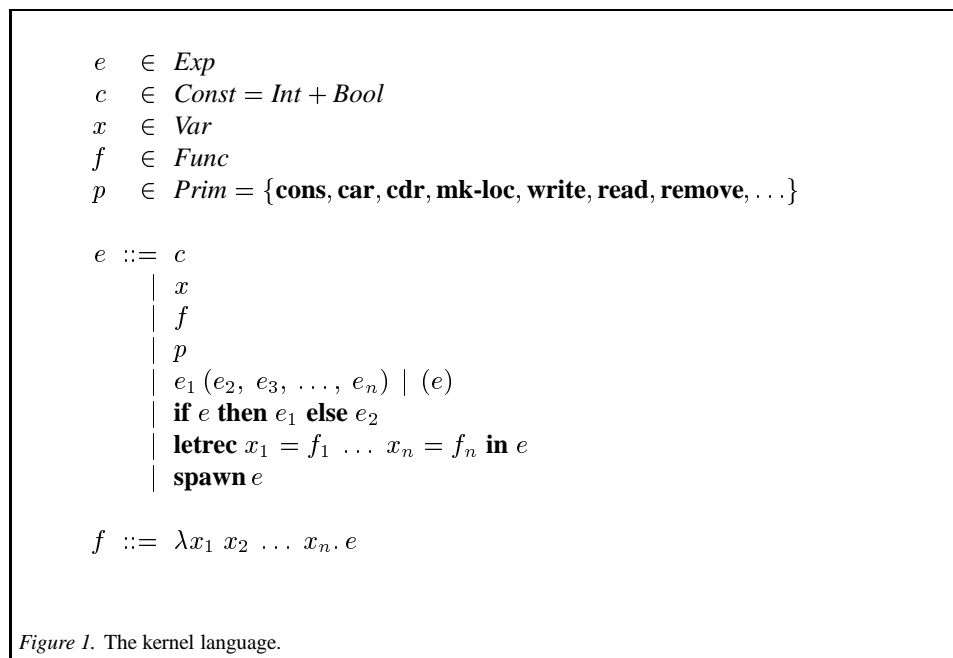 e ∈ Exp
c ∈ Const = Int + Bool
x ∈ Var
f ∈ Func
p ∈ Prim = {cons, car, cdr, mk-loc, write, read, remove, …}
e ::= c
| x
| f
| p
| e₁ (e₂, e₃, …, eₙ) | (e)
| if e then e₁ else e₂
| letrec x₁ = f₁ … xₙ = fₙ in e
| spawn e
f ::= λx₁ x₂ … xₙ. e
Figure 1. The kernel language.